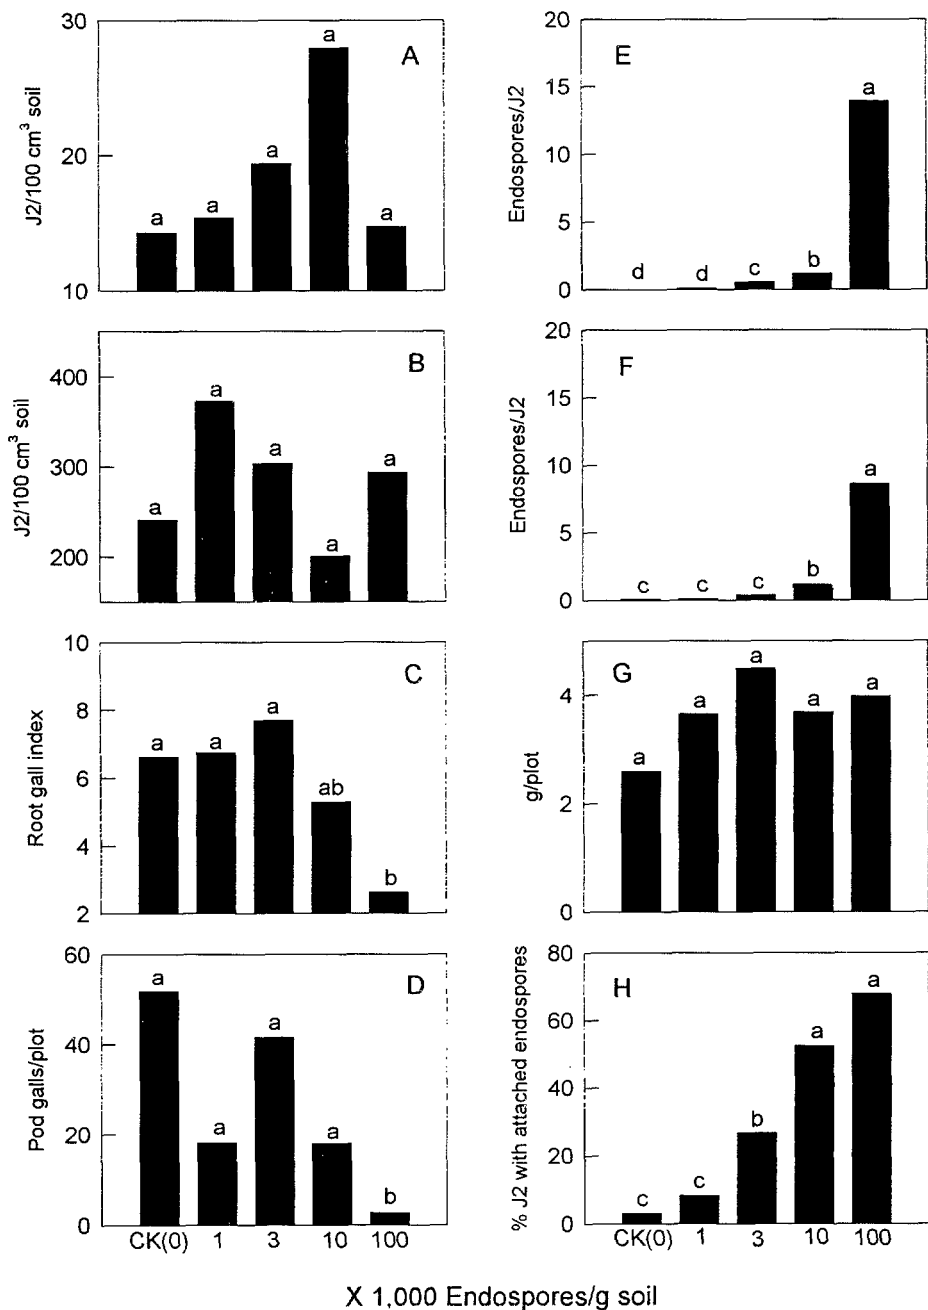 30
20
10
J2/100 cm³ soil
A
a
a
a
a
a
400
300
200
J2/100 cm³ soil
B
a
a
a
a
a
10
8
6
4
2
Root gall index
C
a
a
a
ab
b
60
40
20
0
Pod galls/plot
D
a
a
a
a
b
CK(0) 1 3 10 100
20
15
10
5
0
Endospores/J2
E
d
d
c
b
a
20
15
10
5
0
Endospores/J2
F
c
c
c
b
a
4
2
0
g/plot
G
a
a
a
a
a
80
60
40
20
0
% J2 with attached endospores
H
c
c
b
a
a
CK(0) 1 3 10 100
X 1,000 Endospores/g soil